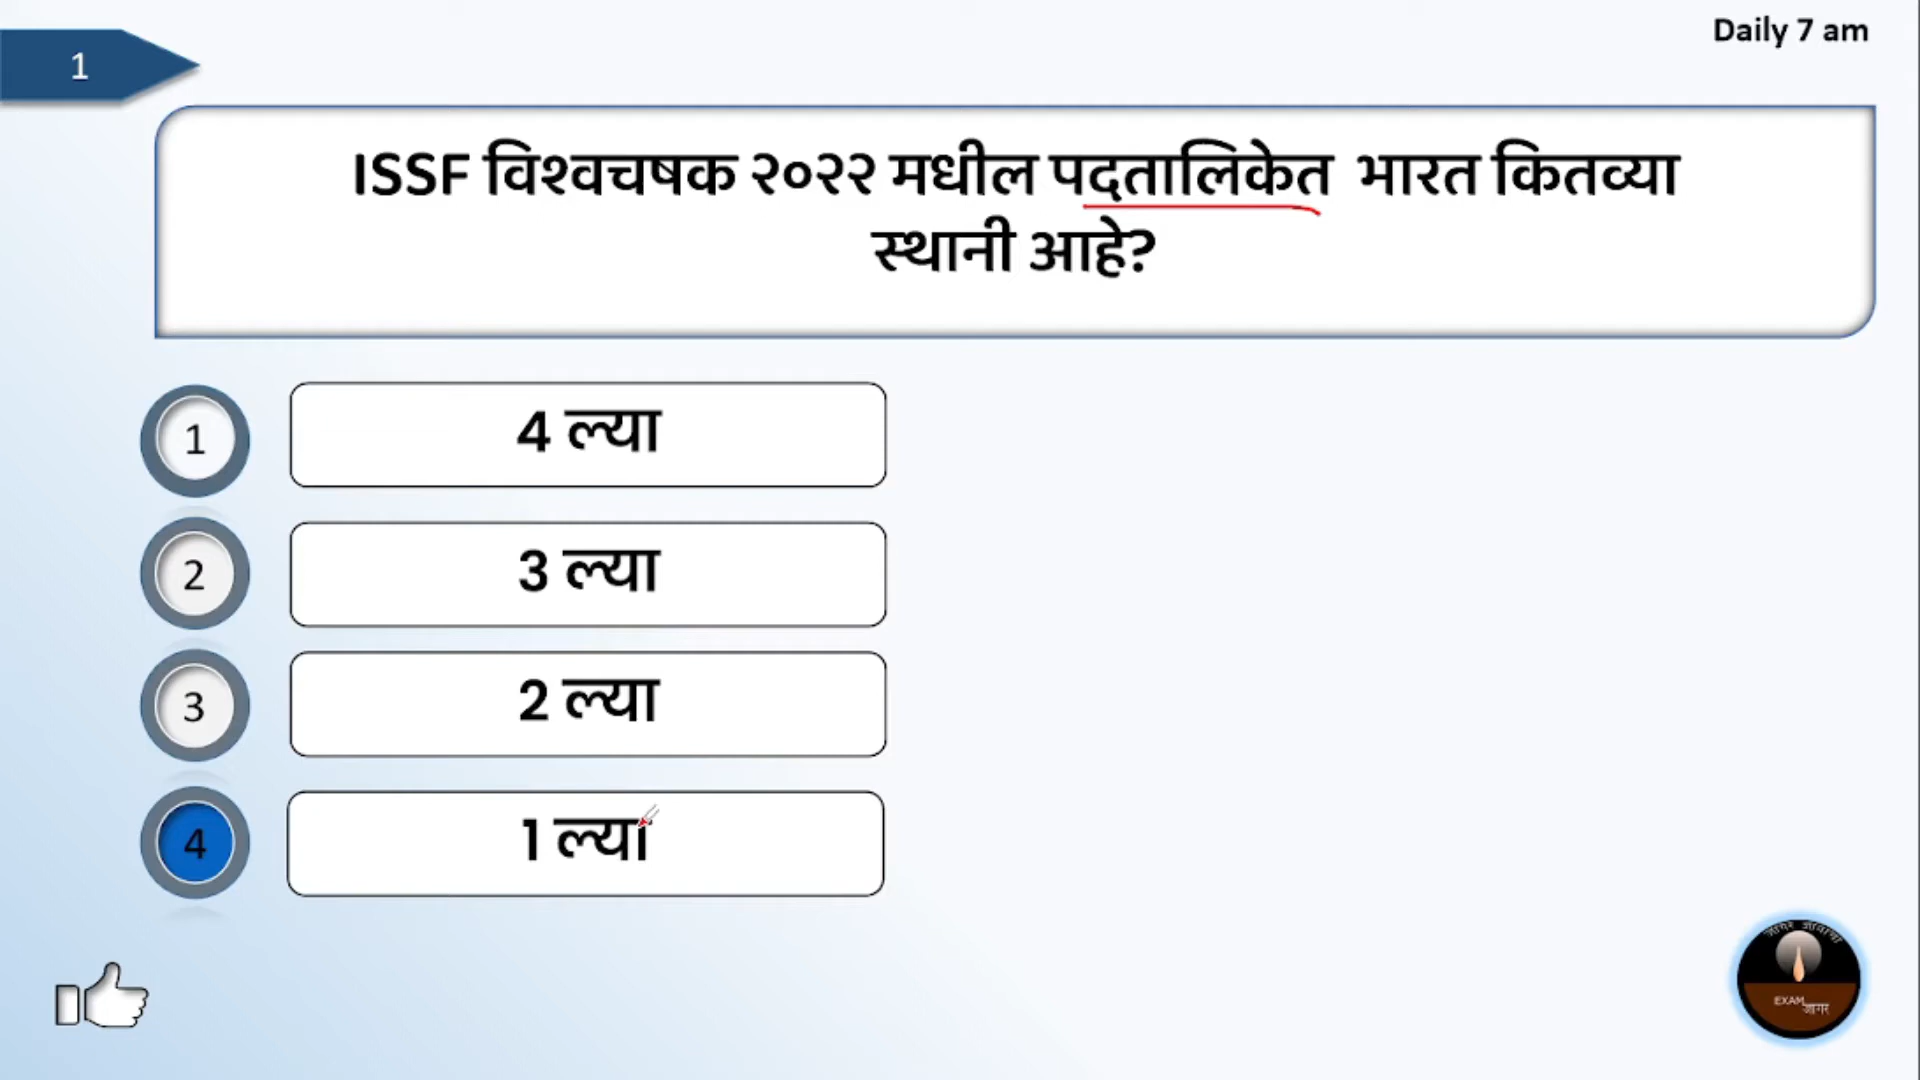 Daily 7 am
1
ISSF विश्वचषक २०२२ मधील पदतालिकेत भारत कितव्या
स्थानी आहे?
1
4 ल्या
2
3 ल्या
3
2 ल्या
4
1 ल्या
EXAM
जागर